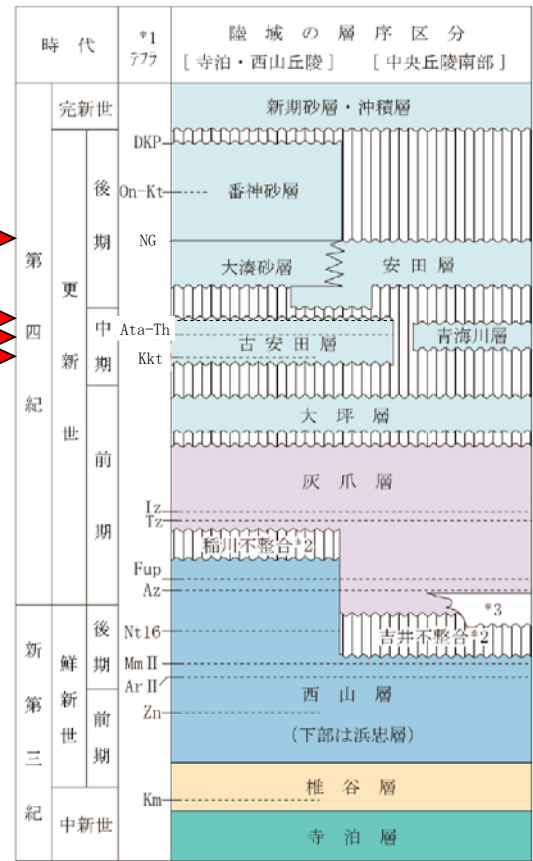 時代
*1
テフラ
陸域の層序区分
[寺泊・西山丘陵] [中央丘陵南部]
第四紀
更新世
完新世
後期
中期
前期
新第三紀
鮮新世
後期
前期
中新世
DKP
On-Kt
NG
Ata-Th
Kkt
Iz
Tz
Fup
Az
Nt16
MmⅡ
ArⅡ
Zn
Km
新期砂層・沖積層
番神砂層
大湊砂層
安田層
古安田層
青海川層
大坪層
灰爪層
稲川不整合*2
*3
吉井不整合*2
西山層
(下部は浜忠層)
椎谷層
寺泊層